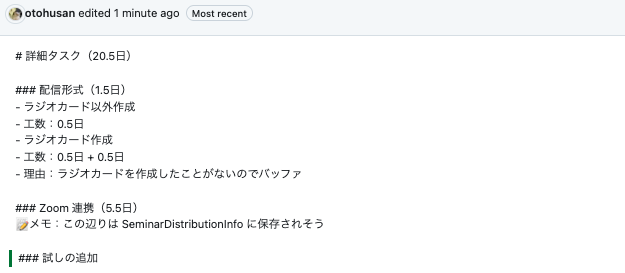 otohusan edited 1 minute ago Most recent
# 詳細タスク（20.5日）
### 配信形式（1.5日）
- ラジオカード以外作成
- 工数：0.5日
- ラジオカード作成
- 工数：0.5日 + 0.5日
- 理由：ラジオカードを作成したことがないのでバッファ
### Zoom 連携（5.5日）
📝メモ：この辺りは SeminarDistributionInfo に保存されそう
### 試しの追加